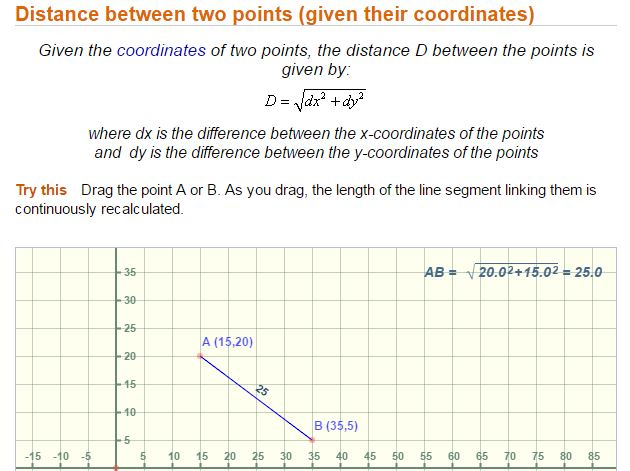 Distance between two points (given their coordinates)
Given the coordinates of two points, the distance D between the points is
given by:
D = √dx² + dy²
where dx is the difference between the x-coordinates of the points
and dy is the difference between the y-coordinates of the points
Try this Drag the point A or B. As you drag, the length of the line segment linking them is
continuously recalculated.
35
AB = √20.0²+15.0² = 25.0
30
25
A (15,20)
20
15
25
10
B (35,5)
5
-15 -10 -5 5 10 15 20 25 30 35 40 45 50 55 60 65 70 75 80 85